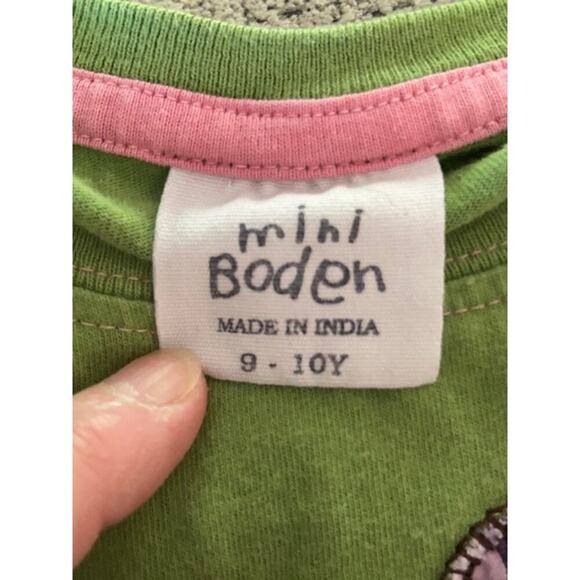 mini
Boden
MADE IN INDIA
9 - 10Y